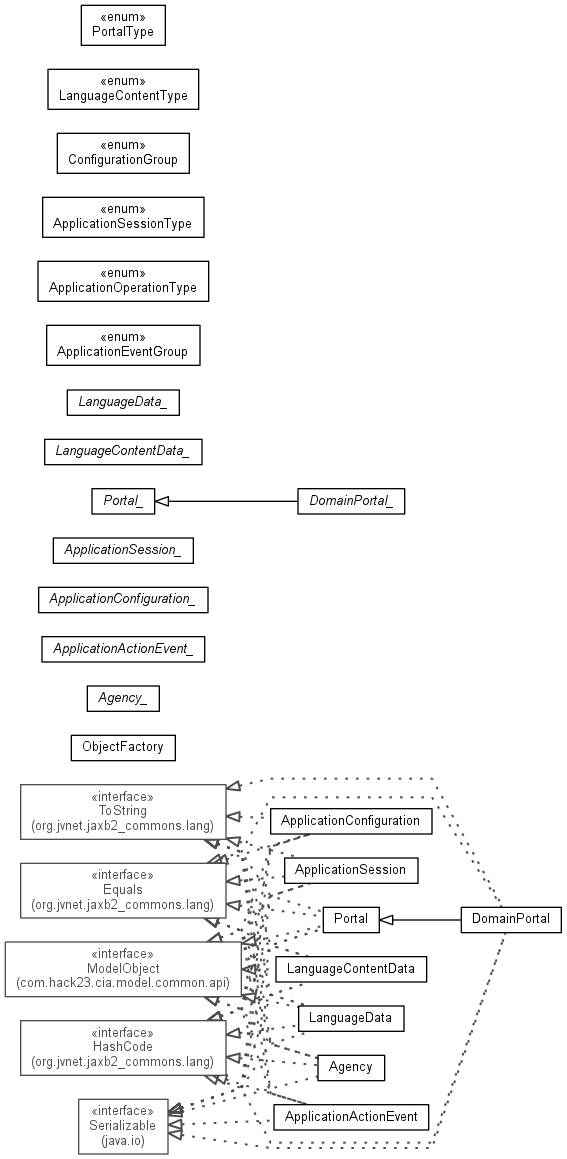 «enum»
PortalType
«enum»
LanguageContentType
«enum»
ConfigurationGroup
«enum»
ApplicationSessionType
«enum»
ApplicationOperationType
«enum»
ApplicationEventGroup
LanguageData_
LanguageContentData_
Portal_
DomainPortal_
ApplicationSession_
ApplicationConfiguration_
ApplicationActionEvent_
Agency_
ObjectFactory
«interface»
ToString
(org.jvnet.jaxb2_commons.lang)
ApplicationConfiguration
«interface»
Equals
(org.jvnet.jaxb2_commons.lang)
ApplicationSession
Portal
DomainPortal
«interface»
ModelObject
(com.hack23.cia.model.common.api)
LanguageContentData
LanguageData
«interface»
HashCode
(org.jvnet.jaxb2_commons.lang)
Agency
«interface»
Serializable
(java.io)
ApplicationActionEvent